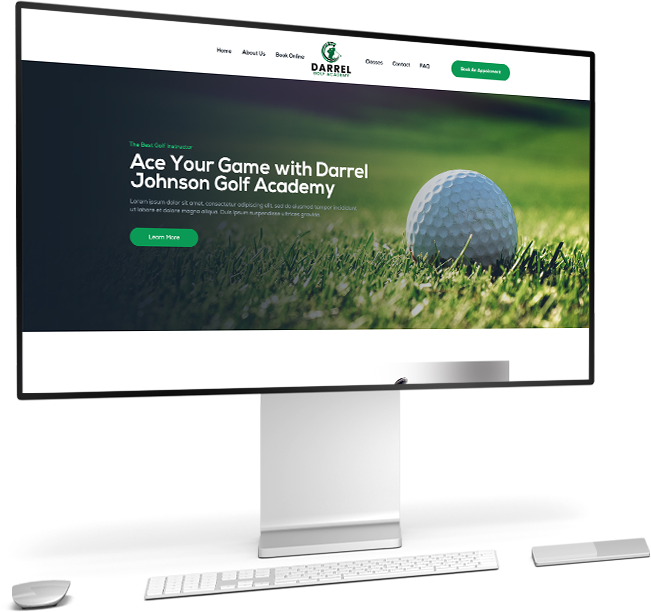 Home About Us Book Online
DARREL
GOLF ACADEMY
Classes Contact FAQ
Book An Appointment
The Best Golf Instructor
Ace Your Game with Darrel
Johnson Golf Academy
Lorem ipsum dolor sit amet, consectetur adipiscing elit, sed do eiusmod tempor incididunt
ut labore et dolore magna aliqua. Quis ipsum suspendisse ultrices gravida.
Learn More